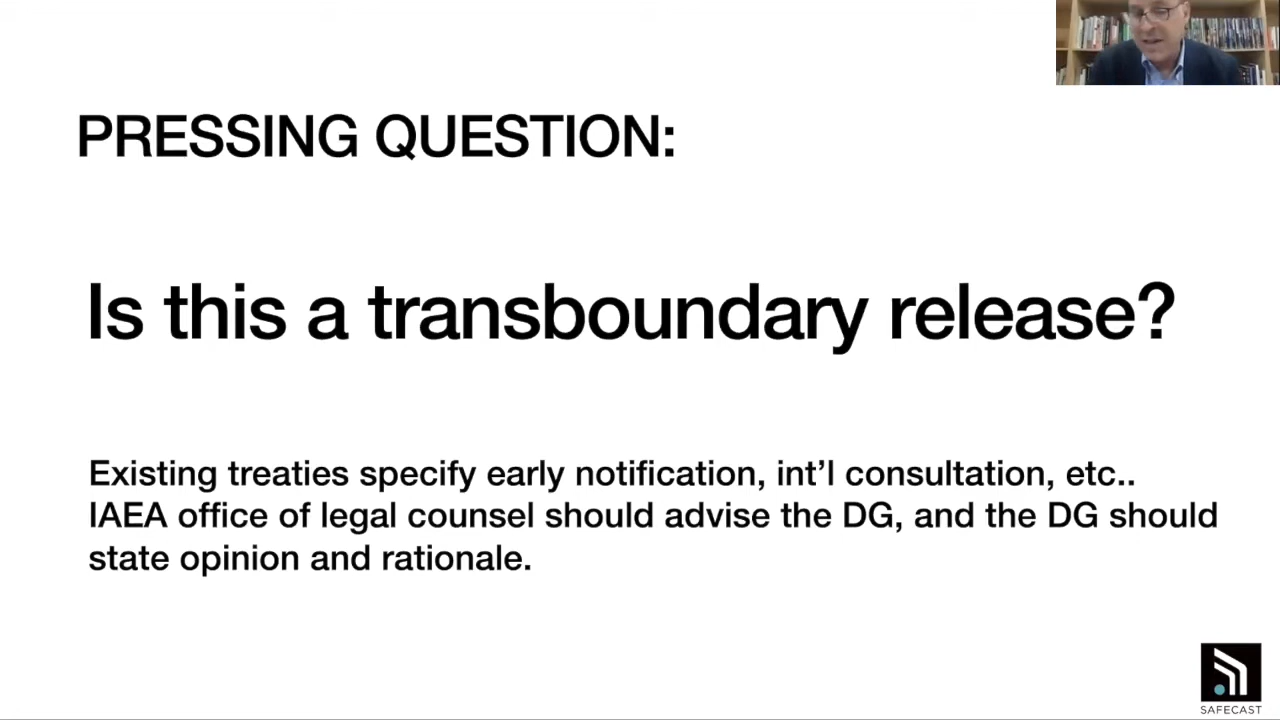 PRESSING QUESTION:
Is this a transboundary release?
Existing treaties specify early notification, int'l consultation, etc..
IAEA office of legal counsel should advise the DG, and the DG should
state opinion and rationale.
SAFECAST